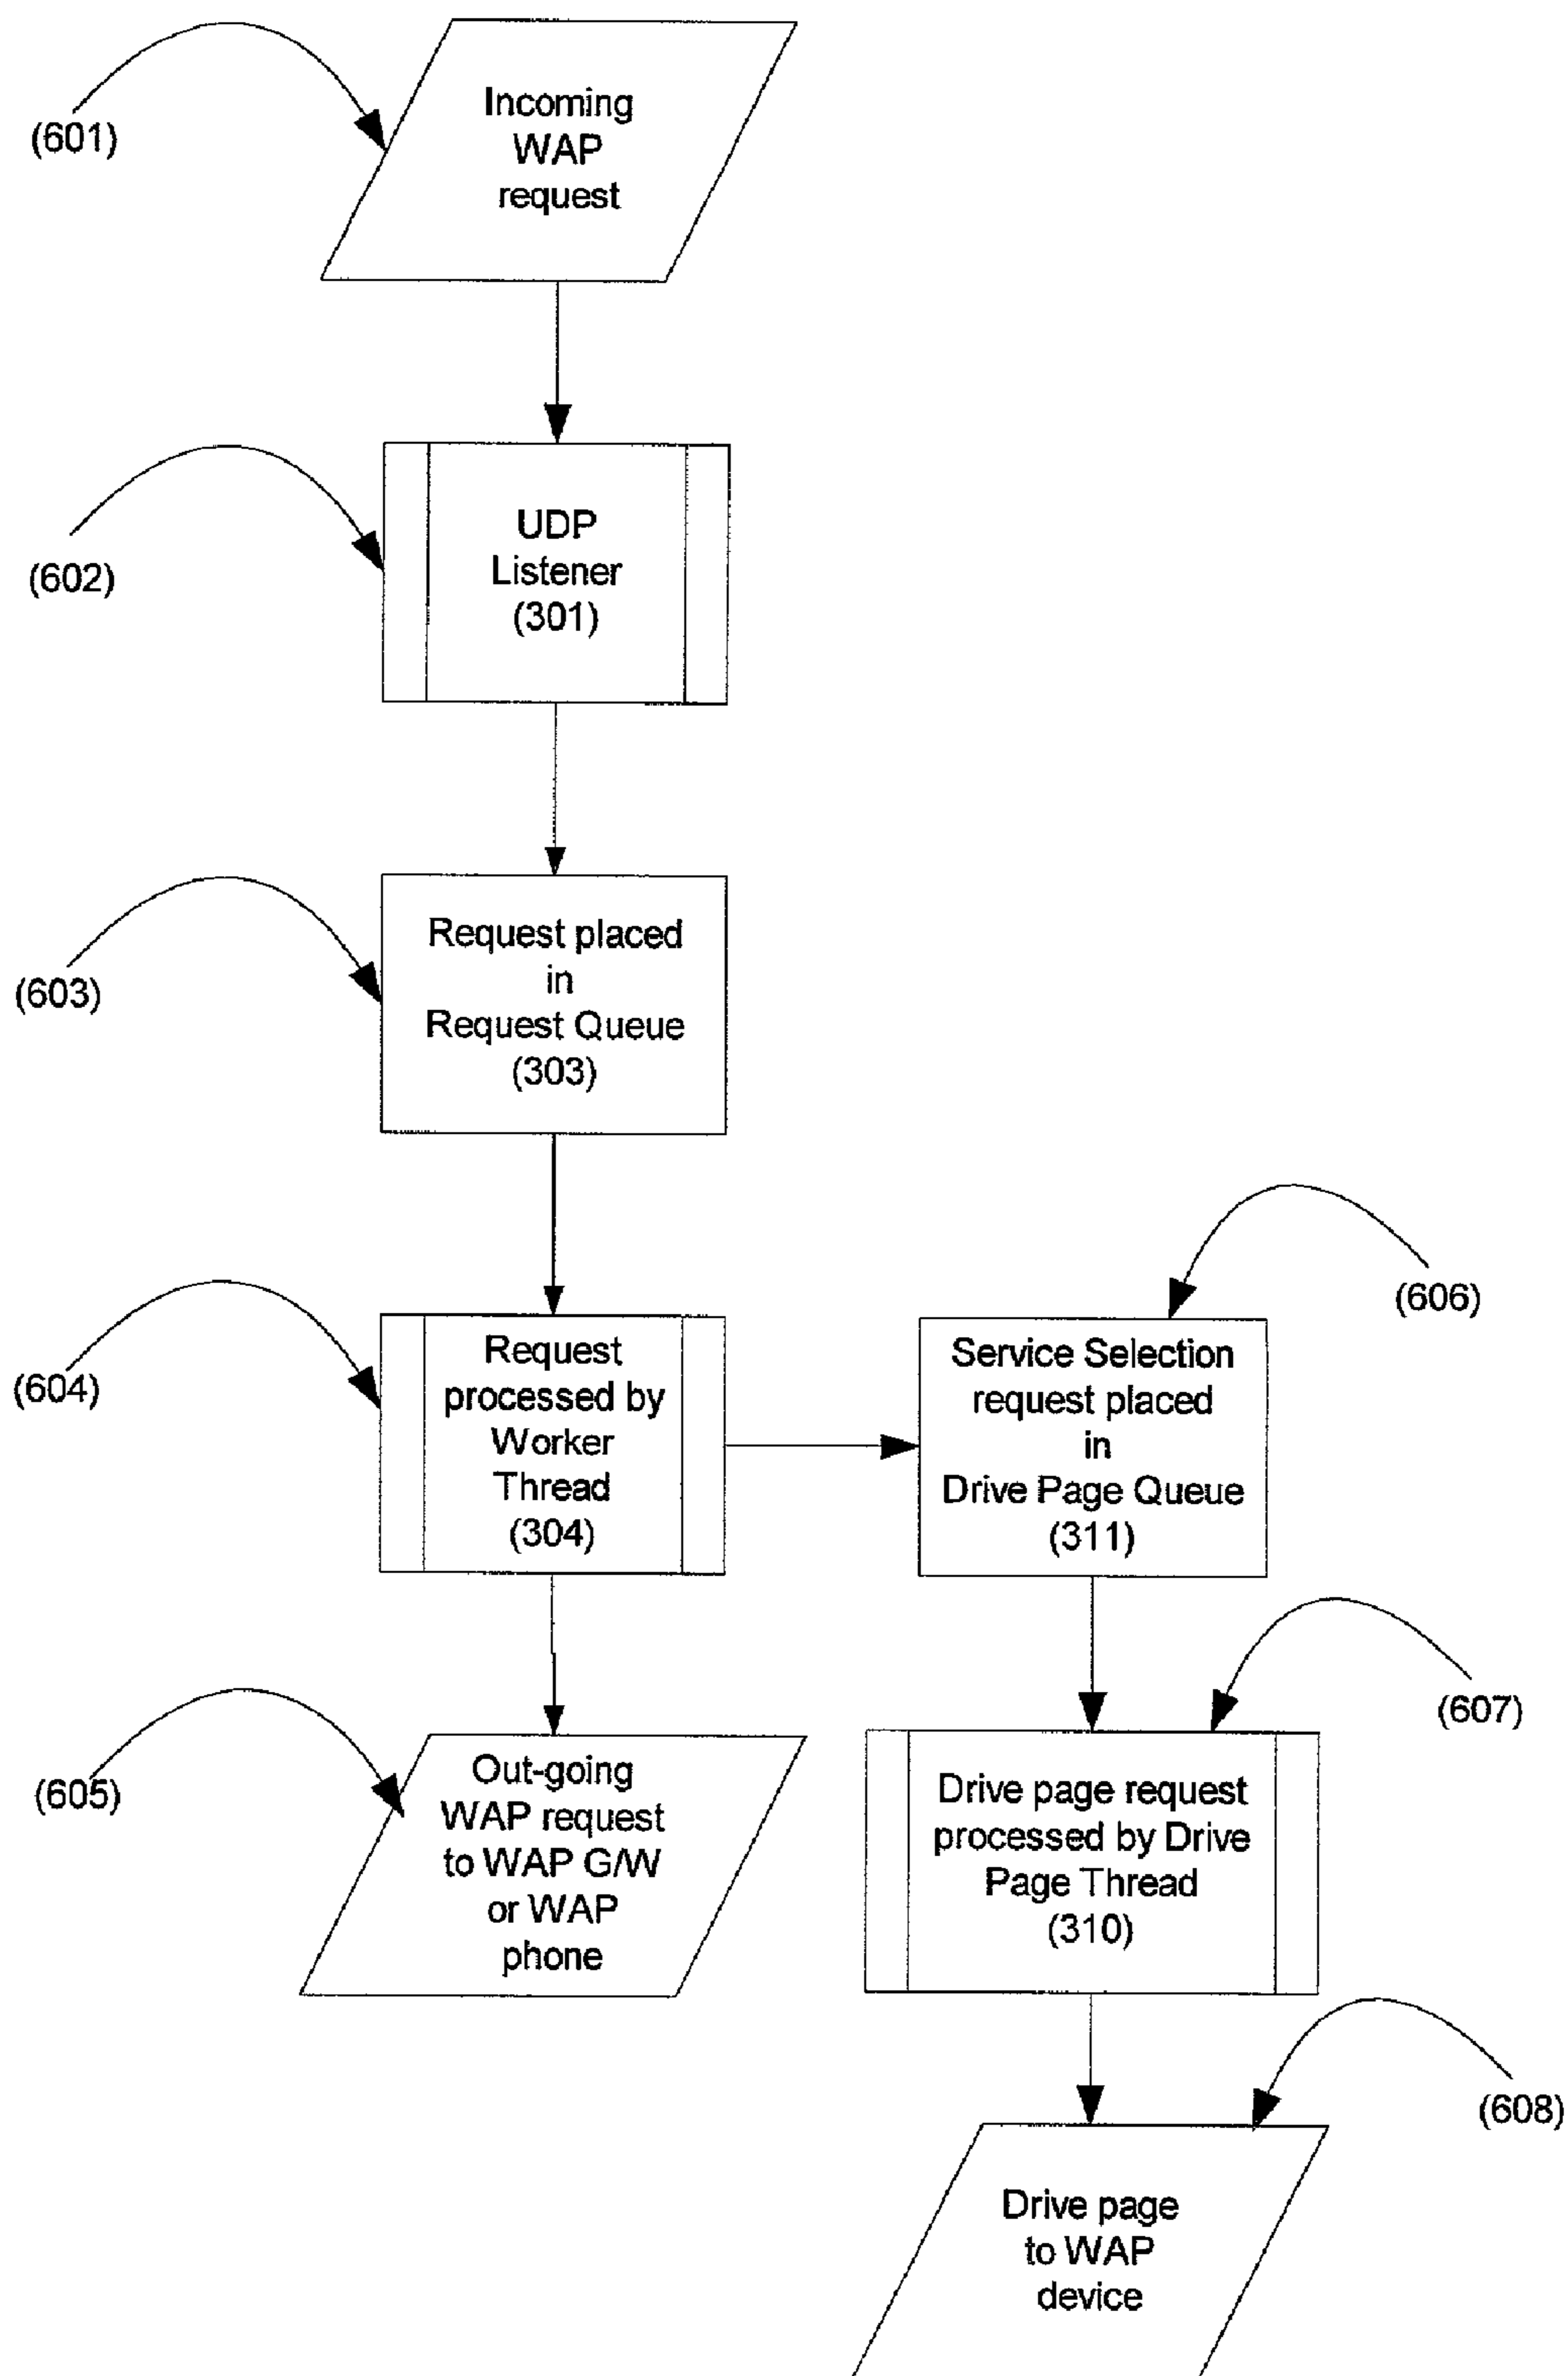 Incoming
WAP
request
(601)
UDP
Listener
(301)
(602)
Request placed
in
Request Queue
(303)
(603)
Request
processed by
Worker
Thread
(304)
(604)
Service Selection
request placed
in
Drive Page Queue
(311)
(606)
Out-going
WAP request
to WAP G/W
or WAP
phone
(605)
Drive page request
processed by Drive
Page Thread
(310)
(607)
Drive page
to WAP
device
(608)